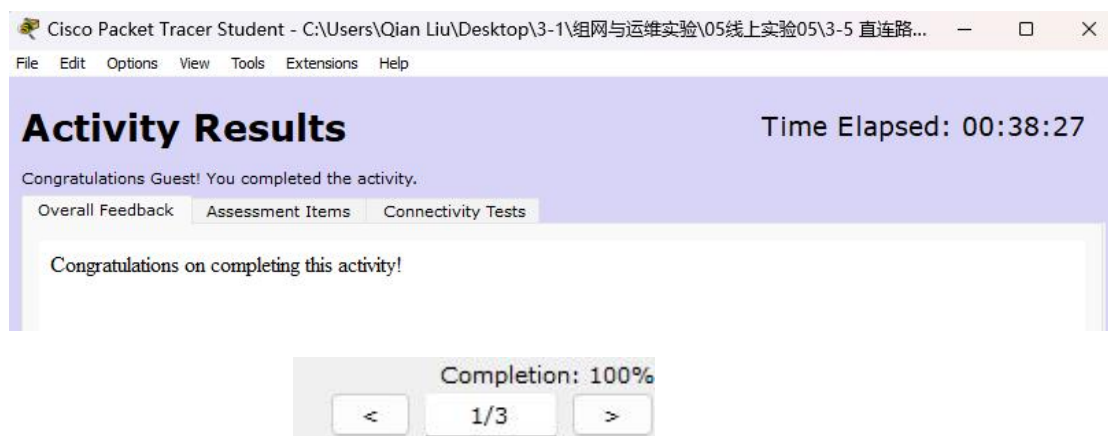 Cisco Packet Tracer Student - C:\Users\Qian Liu\Desktop\3-1\组网与运维实验\05线上实验05\3-5 直连路...
File Edit Options View Tools Extensions Help
Activity Results
Time Elapsed: 00:38:27
Congratulations Guest! You completed the activity.
Overall Feedback Assessment Items Connectivity Tests
Congratulations on completing this activity!
Completion: 100%
< 1/3 >